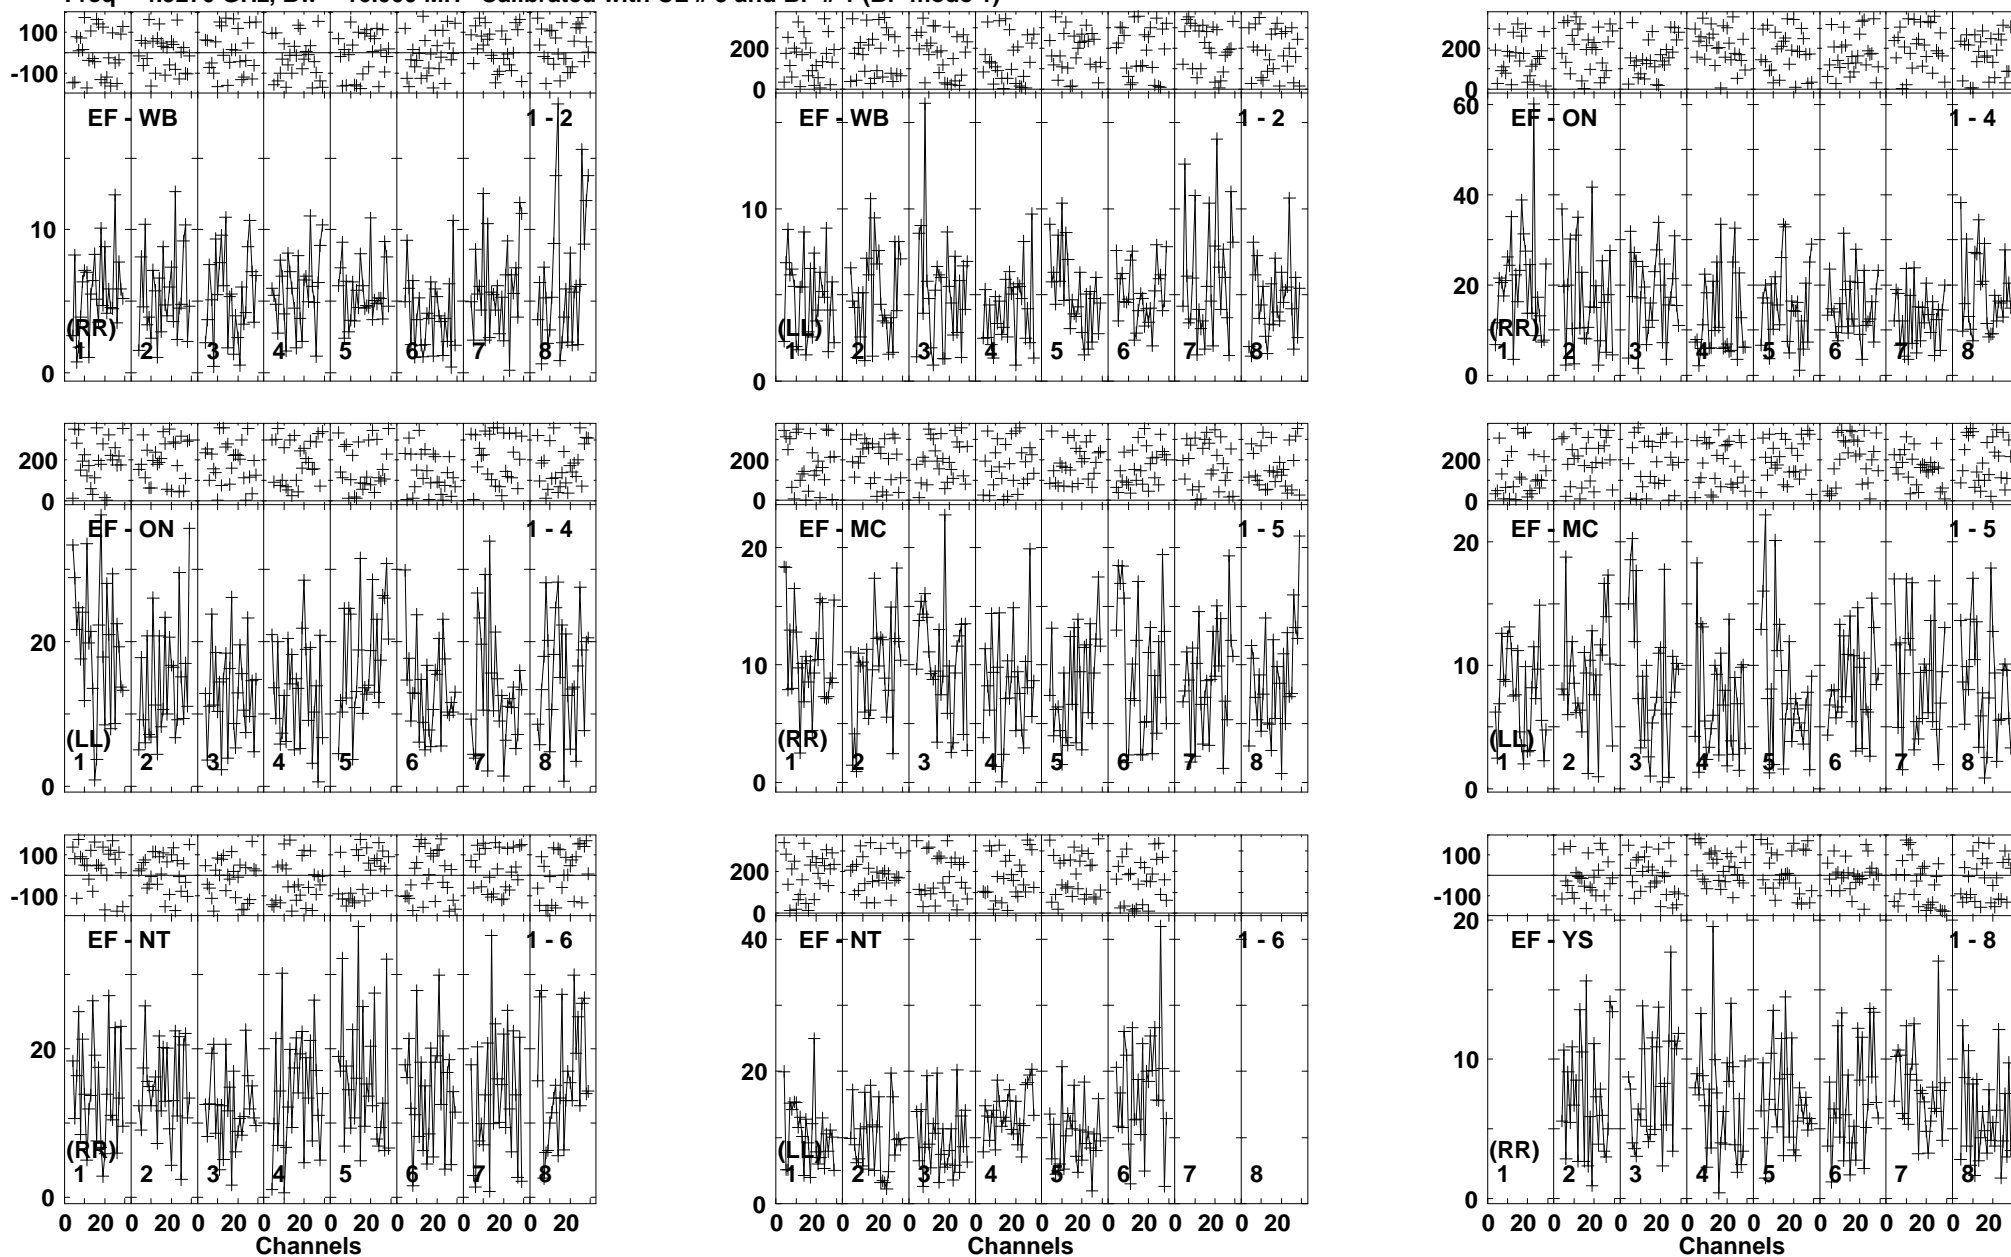 100 200 200
-100 0 0
EF - WB 1 - 2 EF - WB 1 - 2 EF - ON 1 - 4
10 10 60 40 20
(RR) (LL) (RR)
1 2 3 4 5 6 7 8 1 2 3 4 5 6 7 8 1 2 3 4 5 6 7 8
0 0 0
200 200 200
0 0 0
EF - ON 1 - 4 EF - MC 1 - 5 EF - MC 1 - 5
20 20 10 20 10
(LL) (RR) (LL)
1 2 3 4 5 6 7 8 1 2 3 4 5 6 7 8 1 2 3 4 5 6 7 8
0 0 0
100 200 100
-100 0 -100
EF - NT 1 - 6 EF - NT 1 - 6 EF - YS 1 - 8
20 40 20 20 10
(RR) (LL) (RR)
1 2 3 4 5 6 7 8 1 2 3 4 5 6 7 8 1 2 3 4 5 6 7 8
0 0 0
0 20 0 20 0 20 0 20 0 20 0 20 0 20 0 20 0 20 0 20 0 20 0 20 0 20 0 20 0 20 0 20 0 20 0 20 0 20 0 20 0 20 0 20 0 20 0 20
Channels Channels Channels